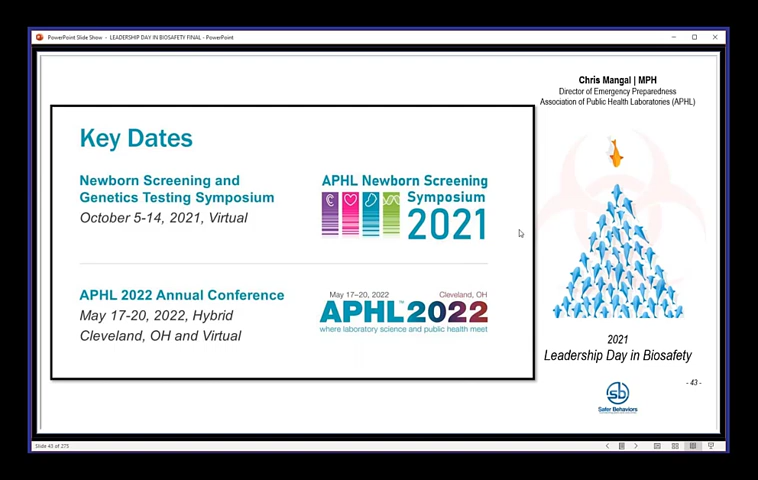 PowerPoint Slide Show - LEADERSHIP DAY IN BIOSAFETY FINAL - PowerPoint
Chris Mangal | MPH
Director of Emergency Preparedness
Association of Public Health Laboratories (APHL)
Key Dates
Newborn Screening and
Genetics Testing Symposium
October 5-14, 2021, Virtual
APHL Newborn Screening
Symposium
2021
APHL 2022 Annual Conference
May 17-20, 2022, Hybrid
Cleveland, OH and Virtual
May 17–20, 2022
Cleveland, OH
APHL 2022
where laboratory science and public health meet
2021
Leadership Day in Biosafety
- 43 -
sb
Safer Behaviors
Slide 43 of 275